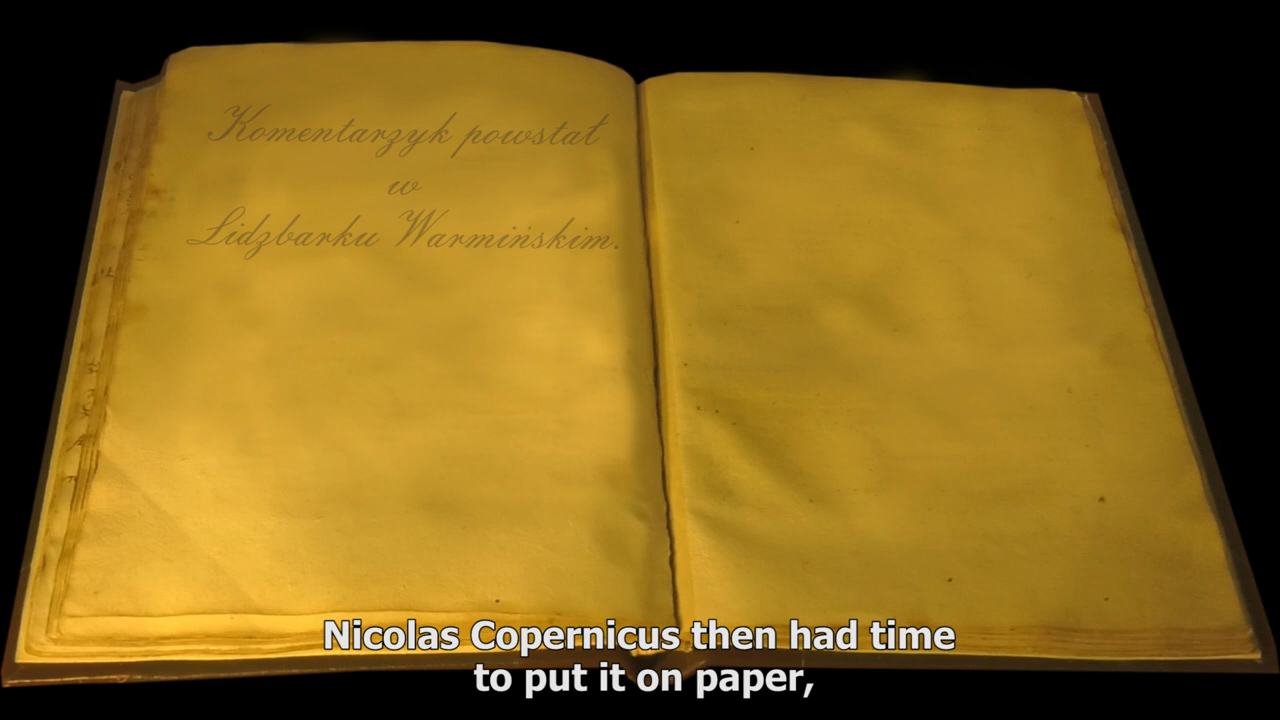 Komentarzyk powstał
w
Lidzbarku Warmińskim.
Nicolas Copernicus then had time
to put it on paper,